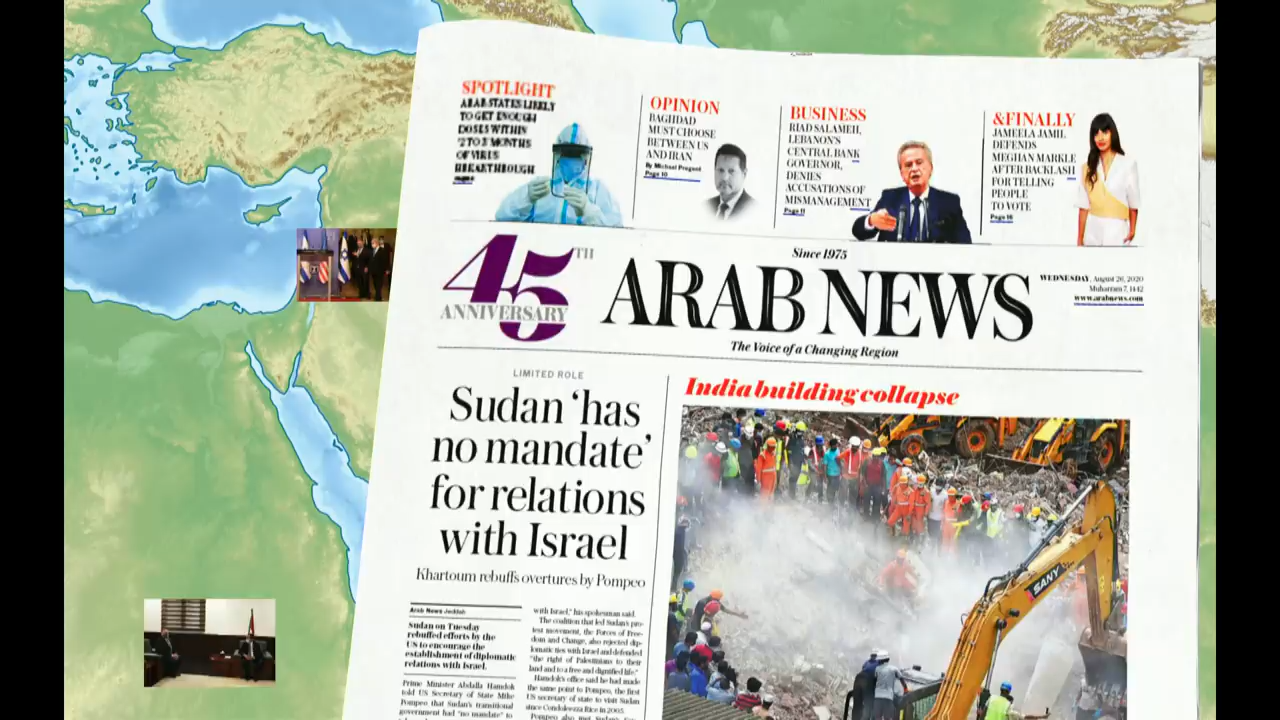 SPOTLIGHT
ARAB STATES LIKELY
TO GET ENOUGH
DOSES WITHIN
'2 TO 3 MONTHS
OF VIRUS
BREAKTHROUGH
OPINION
BAGHDAD
MUST CHOOSE
BETWEEN US
AND IRAN
By Michael Pregent
Page 10
BUSINESS
RIAD SALAMEH,
LEBANON'S
CENTRAL BANK
GOVERNOR,
DENIES
ACCUSATIONS OF
MISMANAGEMENT
Page 11
&FINALLY
JAMEELA JAMIL
DEFENDS
MEGHAN MARKLE
AFTER BACKLASH
FOR TELLING
PEOPLE
TO VOTE
Page 16
45TH
ANNIVERSARY
Since 1975
ARAB NEWS
The Voice of a Changing Region
WEDNESDAY, August 26, 2020
Muharram 7, 1442
www.arabnews.com
LIMITED ROLE
Sudan 'has
no mandate'
for relations
with Israel
Khartoum rebuffs overtures by Pompeo
Arab News Jeddah
Sudan on Tuesday
rebuffed efforts by the
US to encourage the
establishment of diplomatic
relations with Israel.
Prime Minister Abdalla Hamdok
told US Secretary of State Mike
Pompeo that Sudan's transitional
government had "no mandate" to
with Israel," his spokesman said.
The coalition that led Sudan's pro-
test movement, the Forces of Free-
dom and Change, also rejected dip-
lomatic ties with Israel and defended
"the right of Palestinians to their
land and to a free and dignified life."
Hamdok's office said he had made
the same point to Pompeo, the first
US secretary of state to visit Sudan
since Condoleezza Rice in 2005.
Pompeo also met Sudan's
India building collapse
SANY